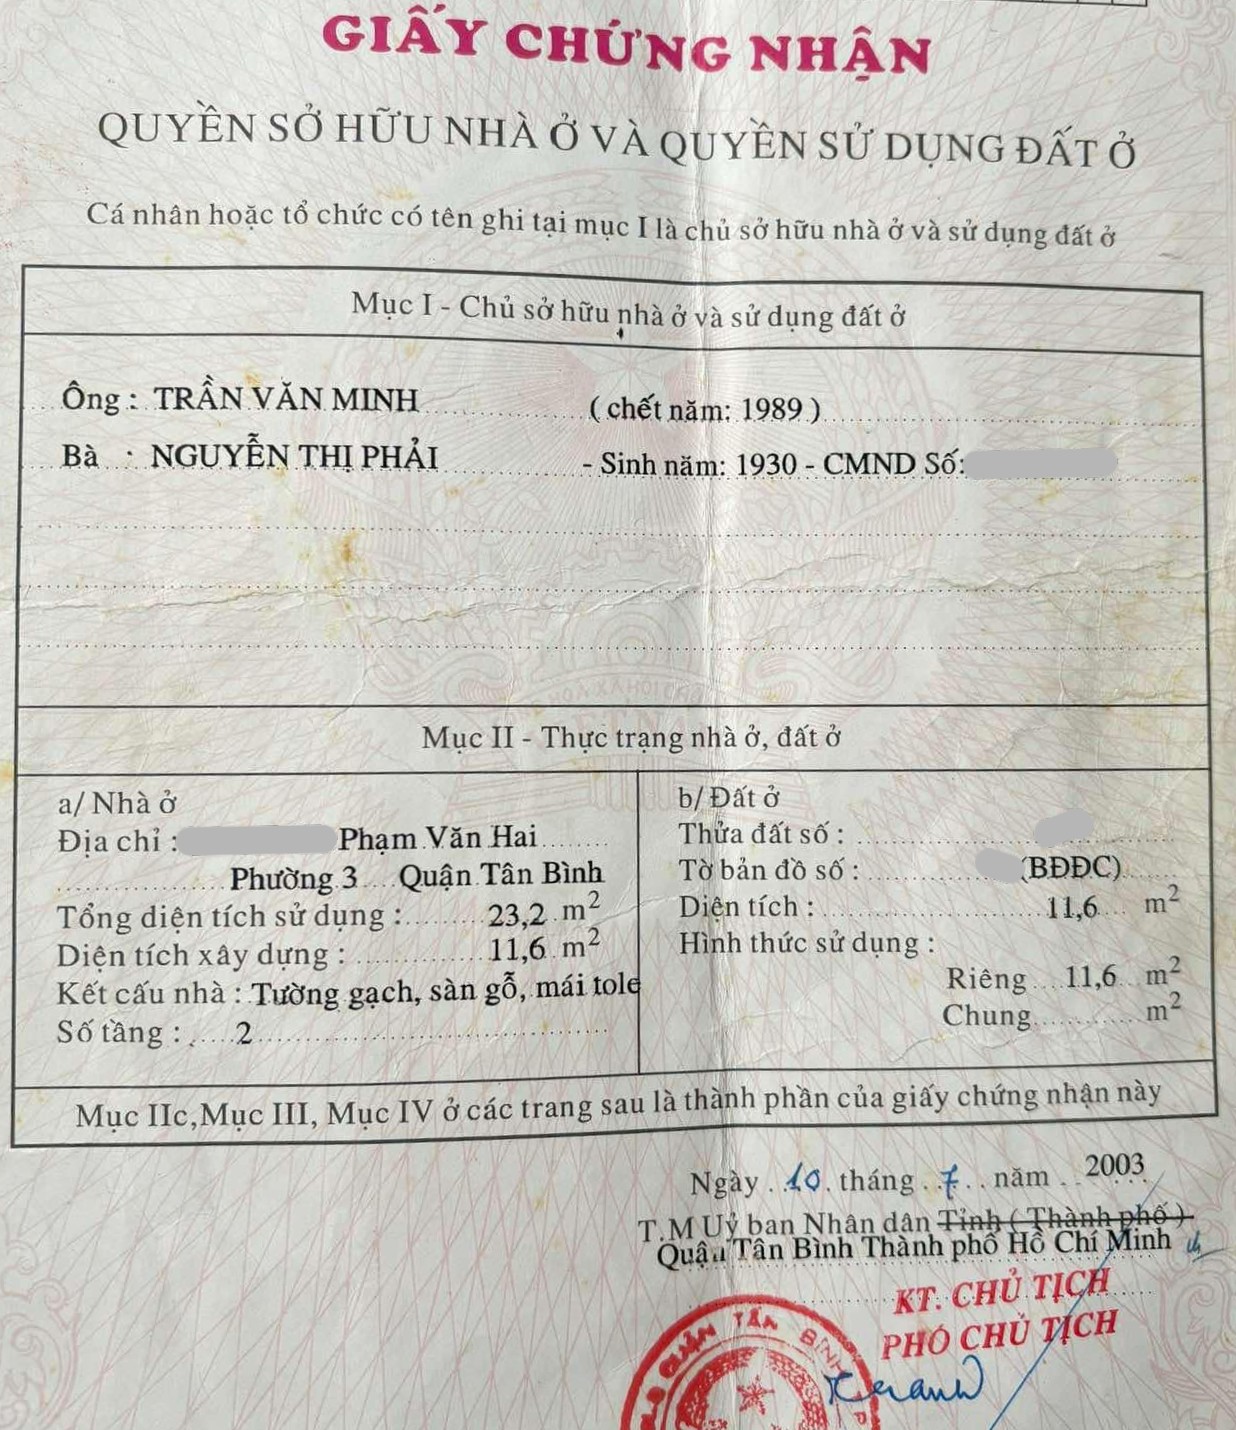 GIẤY CHỨNG NHẬN
QUYỀN SỞ HỮU NHÀ Ở VÀ QUYỀN SỬ DỤNG ĐẤT Ở
Cá nhân hoặc tổ chức có tên ghi tại mục I là chủ sở hữu nhà ở và sử dụng đất ở
Mục I - Chủ sở hữu nhà ở và sử dụng đất ở
Ông : TRẦN VĂN MINH ( chết năm: 1989 )
Bà : NGUYỄN THỊ PHẢI - Sinh năm: 1930 - CMND Số:
Mục II - Thực trạng nhà ở, đất ở
a/ Nhà ở
Địa chỉ : Phạm Văn Hai
Phường 3 Quận Tân Bình
Tổng diện tích sử dụng : 23,2 m²
Diện tích xây dựng : 11,6 m²
Kết cấu nhà : Tường gạch, sàn gỗ, mái tole
Số tầng : 2
b/ Đất ở
Thửa đất số :
Tờ bản đồ số : (BĐĐC)
Diện tích : 11,6 m²
Hình thức sử dụng :
Riêng 11,6 m²
Chung m²
Mục IIc,Mục III, Mục IV ở các trang sau là thành phần của giấy chứng nhận này
Ngày 10 tháng 7 năm 2003
T.M Uỷ ban Nhân dân Tỉnh ( Thành phố )
Quận Tân Bình Thành phố Hồ Chí Minh
KT. CHỦ TỊCH
PHÓ CHỦ TỊCH
QUẬN TÂN BÌNH